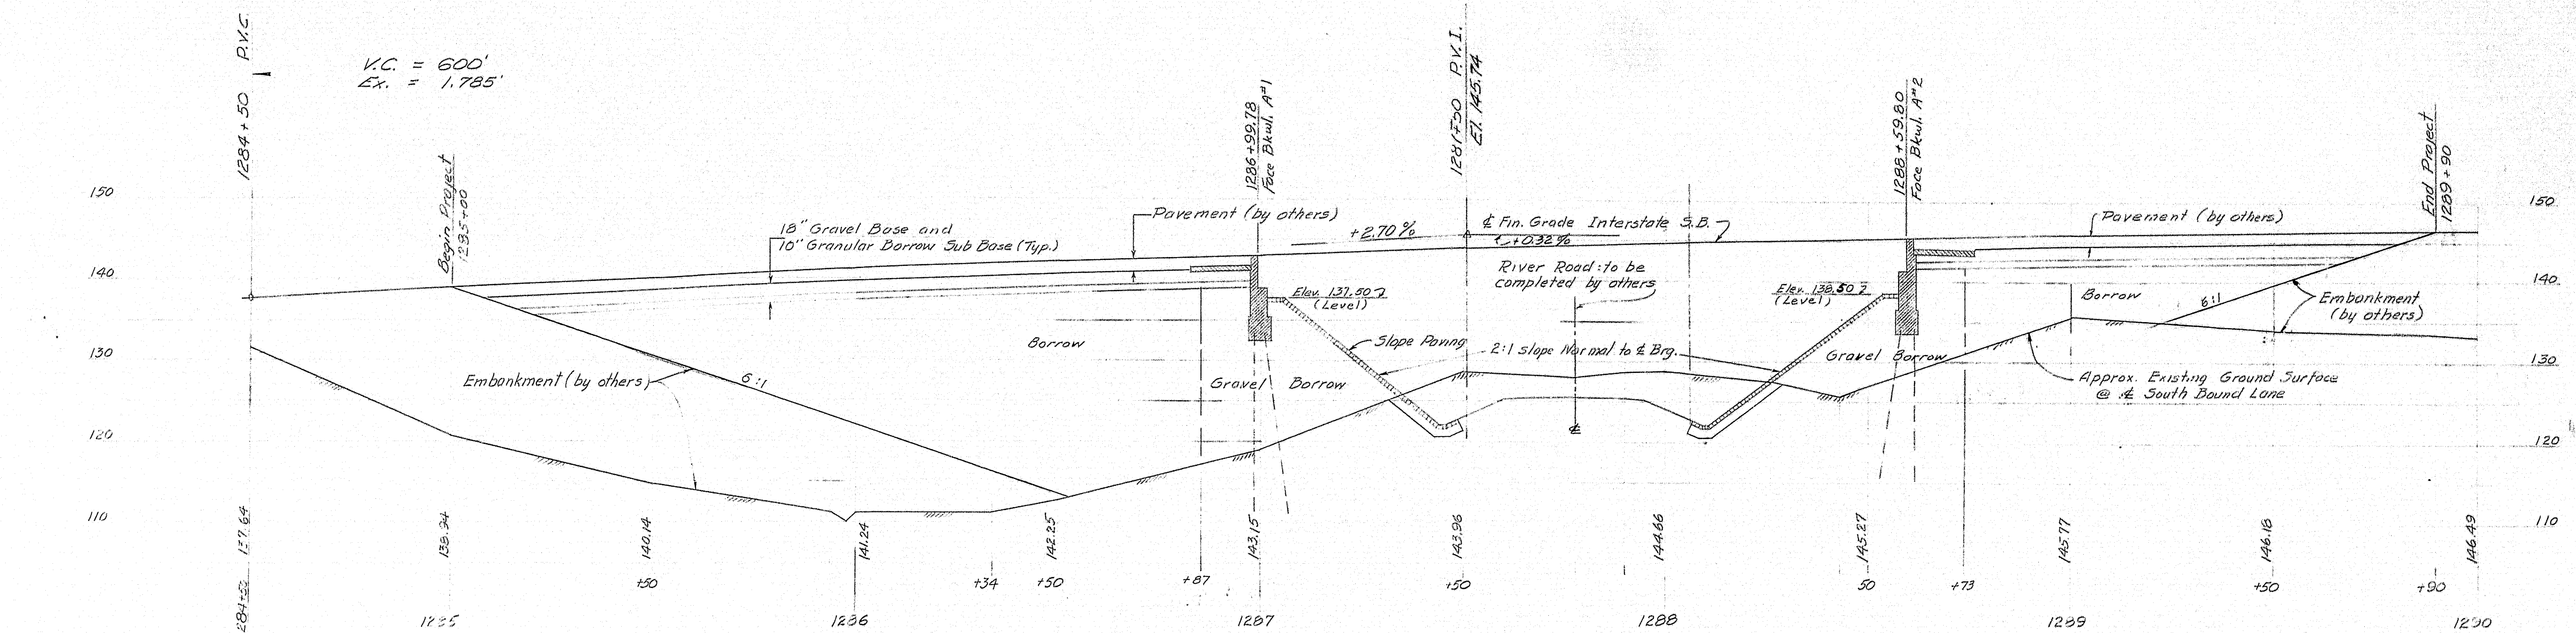 1284+50 P.V.C.
V.C. = 600'
Ex. = 1.785'
Begin Project
1285+00
1286+99.78
Face Bkwl. A#1
1287+50 P.V.I.
El. 145.74
1288+59.80
Face Bkwl. A#2
End Project
1289+90
150
150
18" Gravel Base and
10" Granular Borrow Sub Base (Typ.)
Pavement (by others)
+2.70%
℄ Fin. Grade Interstate S.B.
+0.32%
Pavement (by others)
140
140
River Road: to be
completed by others
Elev. 137.50
(Level)
Elev. 138.50
(Level)
Borrow
6:1
Embankment
(by others)
130
130
Borrow
Slope Paving
2:1 Slope Normal to ℄ Brg.
Gravel Borrow
Embankment (by others)
6:1
Gravel Borrow
Approx. Existing Ground Surface
@ ℄ South Bound Lane
120
℄
120
110
110
137.64
138.94
140.14
141.24
142.25
143.15
143.96
144.66
145.27
145.77
146.18
146.49
284+50
+50
+34
+50
+87
+50
50
+73
+50
+90
1285
1286
1287
1288
1289
1290